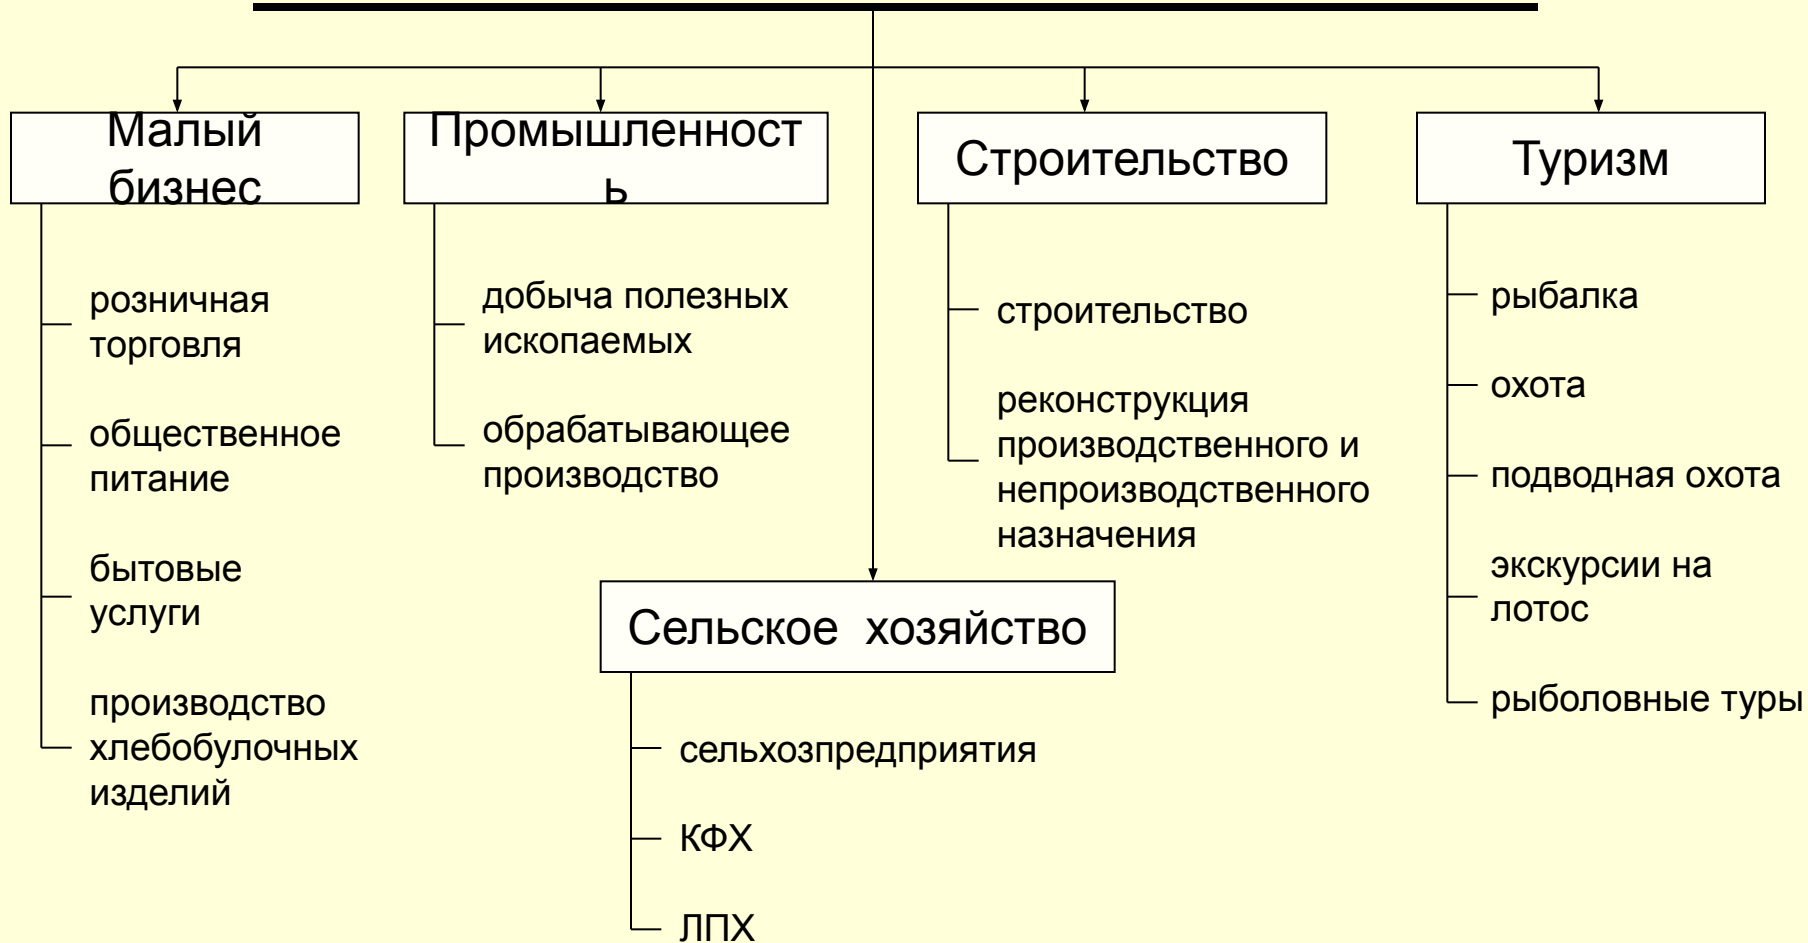 Малый
бизнес
розничная
торговля
общественное
питание
бытовые
услуги
производство
хлебобулочных
изделий
Промышленност
ь
добыча полезных
ископаемых
обрабатывающее
производство
Строительство
строительство
реконструкция
производственного и
непроизводственного
назначения
Туризм
рыбалка
охота
подводная охота
экскурсии на
лотос
рыболовные туры
Сельское хозяйство
сельхозпредприятия
КФХ
ЛПХ